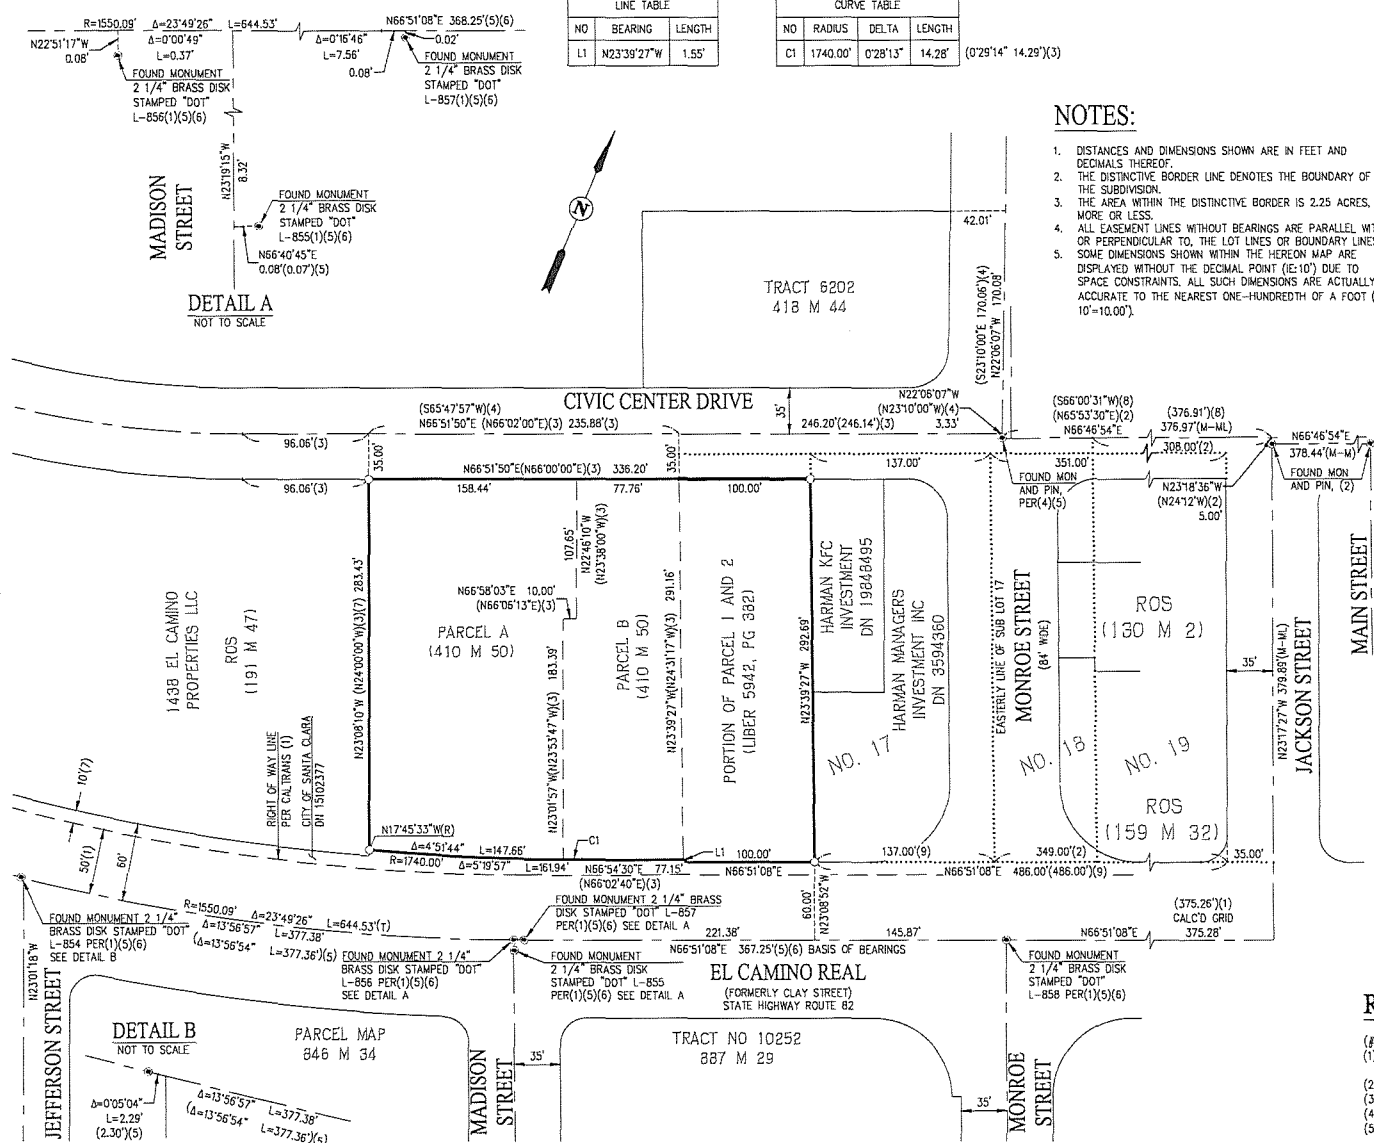 R=1550.09' Δ=23°49'26" L=644.53'
Δ=0°00'49"
L=0.37'
N22°51'17"W
0.08'
FOUND MONUMENT
2 1/4" BRASS DISK
STAMPED "DOT"
L-856(1)(5)(6)
Δ=0°16'46"
L=7.56'
0.08'
N66°51'08"E 368.25'(5)(6)
0.02'
FOUND MONUMENT
2 1/4" BRASS DISK
STAMPED "DOT"
L-857(1)(5)(6)
N23°19'15"W
8.32'
MADISON
STREET
FOUND MONUMENT
2 1/4" BRASS DISK
STAMPED "DOT"
L-855(1)(5)(6)
N66°40'45"E
0.08'(0.07')(5)
DETAIL A
NOT TO SCALE
LINE TABLE
NO BEARING LENGTH
L1 N23°39'27"W 1.55'
CURVE TABLE
NO RADIUS DELTA LENGTH
C1 1740.00' 0°28'13" 14.28' (0°29'14" 14.29')(3)
NOTES:
1. DISTANCES AND DIMENSIONS SHOWN ARE IN FEET AND
DECIMALS THEREOF.
2. THE DISTINCTIVE BORDER LINE DENOTES THE BOUNDARY OF
THE SUBDIVISION.
3. THE AREA WITHIN THE DISTINCTIVE BORDER IS 2.25 ACRES,
MORE OR LESS.
4. ALL EASEMENT LINES WITHOUT BEARINGS ARE PARALLEL WIT
OR PERPENDICULAR TO, THE LOT LINES OR BOUNDARY LINES
5. SOME DIMENSIONS SHOWN WITHIN THE HEREON MAP ARE
DISPLAYED WITHOUT THE DECIMAL POINT (IE:10') DUE TO
SPACE CONSTRAINTS. ALL SUCH DIMENSIONS ARE ACTUALLY
ACCURATE TO THE NEAREST ONE-HUNDREDTH OF A FOOT (
10'=10.00').
N
TRACT 6202
418 M 44
42.01'
(S23°10'00"E 170.06')(4)
N22°06'07"W 170.08'
CIVIC CENTER DRIVE
35'
(S65°47'57"W)(4)
N66°51'50"E (N66°02'00"E)(3) 235.88'(3)
96.06'(3)
246.20'(246.14')(3)
N22°06'07"W
(N23°10'00"W)(4)
3.33'
(S66°00'31"W)(8)
(N65°53'30"E)(2)
N66°46'54"E
(376.91')(8)
376.97'(M-ML)
308.00'(2)
N66°46'54"E
378.44'(M-M)
FOUND MON
AND PIN, (2)
35.00'
35.00'
N66°51'50"E(N66°00'00"E)(3) 336.20'
96.06'(3)
158.44'
77.76'
100.00'
137.00'
351.00'
FOUND MON
AND PIN,
PER(4)(5)
N23°18'36"W
(N24°12'W)(2)
5.00'
N23°08'10"W (N24°00'00"W)(3)(7) 283.43'
107.65'
N22°46'10"W
(N23°38'00"W)(3)
N66°58'03"E 10.00'
(N66°06'13"E)(3)
N23°01'57"W(N23°53'47"W)(3) 183.39'
N23°39'27"W(N24°31'17"W)(3) 291.16'
N23°39'27"W 292.69'
1438 EL CAMINO
PROPERTIES LLC
ROS
(191 M 47)
PARCEL A
(410 M 50)
PARCEL B
(410 M 50)
PORTION OF PARCEL 1 AND 2
(LIBER 5942, PG 382)
HARMAN KFC
INVESTMENT
DN 19848495
HARMAN MANAGERS
INVESTMENT INC
DN 3594360
EASTERLY LINE OF SUB LOT 17
MONROE STREET
(84' WIDE)
ROS
(130 M 2)
35'
N23°17'27"W 379.89'(M-ML)
JACKSON STREET
MAIN STREET
NO. 17
NO. 18
NO. 19
ROS
(159 M 32)
RIGHT OF WAY LINE
PER CALTRANS (1)
CITY OF SANTA CLARA
DN 15102377
10'(7)
50'(1)
60'
N17°45'33"W(R)
Δ=4°51'44" L=147.66'
R=1740.00' Δ=5°19'57" L=161.94'
C1
N66°54'30"E 77.15'
(N66°02'40"E)(3)
L1
100.00'
N66°51'08"E
137.00'(9)
349.00'(2)
35.00'
N66°51'08"E 486.00'(486.00')(9)
60.00'
N23°08'52"W
R=1550.09' Δ=23°49'26" L=644.53'(T)
Δ=13°56'57" L=377.38'
(Δ=13°56'54" L=377.36')(5)
FOUND MONUMENT 2 1/4"
BRASS DISK STAMPED "DOT"
L-854 PER(1)(5)(6)
SEE DETAIL B
FOUND MONUMENT 2 1/4"
BRASS DISK STAMPED "DOT"
L-856 PER(1)(5)(6)
SEE DETAIL A
FOUND MONUMENT 2 1/4" BRASS
DISK STAMPED "DOT" L-857
PER(1)(5)(6) SEE DETAIL A
FOUND MONUMENT
2 1/4" BRASS DISK
STAMPED "DOT" L-855
PER(1)(5)(6) SEE DETAIL A
221.38'
145.87'
N66°51'08"E 367.25'(5)(6) BASIS OF BEARINGS
EL CAMINO REAL
(FORMERLY CLAY STREET)
STATE HIGHWAY ROUTE 82
N66°51'08"E
(375.26')(1)
CALC'D GRID
375.28'
FOUND MONUMENT
2 1/4" BRASS DISK
STAMPED "DOT"
L-858 PER(1)(5)(6)
N23°01'18"W
JEFFERSON STREET
DETAIL B
NOT TO SCALE
Δ=0°05'04"
L=2.29'
(2.30')(5)
Δ=13°56'57" L=377.38'
(Δ=13°56'54" L=377.36')(5)
PARCEL MAP
846 M 34
MADISON
STREET
35'
TRACT NO 10252
887 M 29
35'
MONROE
STREET
R
(#
(1)
(2
(3
(4
(5